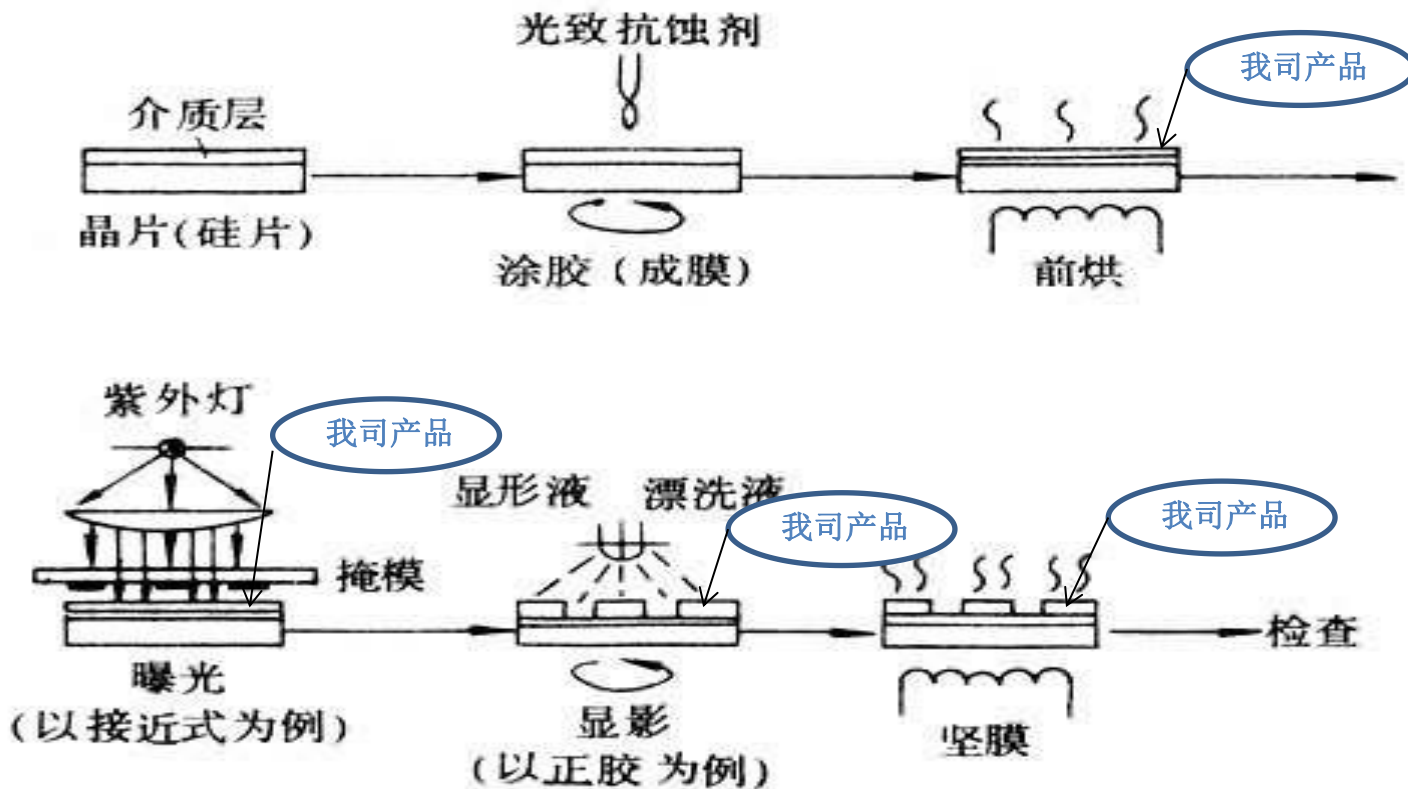 光致抗蚀剂
我司产品
介质层
晶片(硅片)
涂胶(成膜)
前烘
紫外灯
我司产品
显形液
漂洗液
我司产品
我司产品
掩模
曝光
(以接近式为例)
显影
(以正胶为例)
坚膜
检查